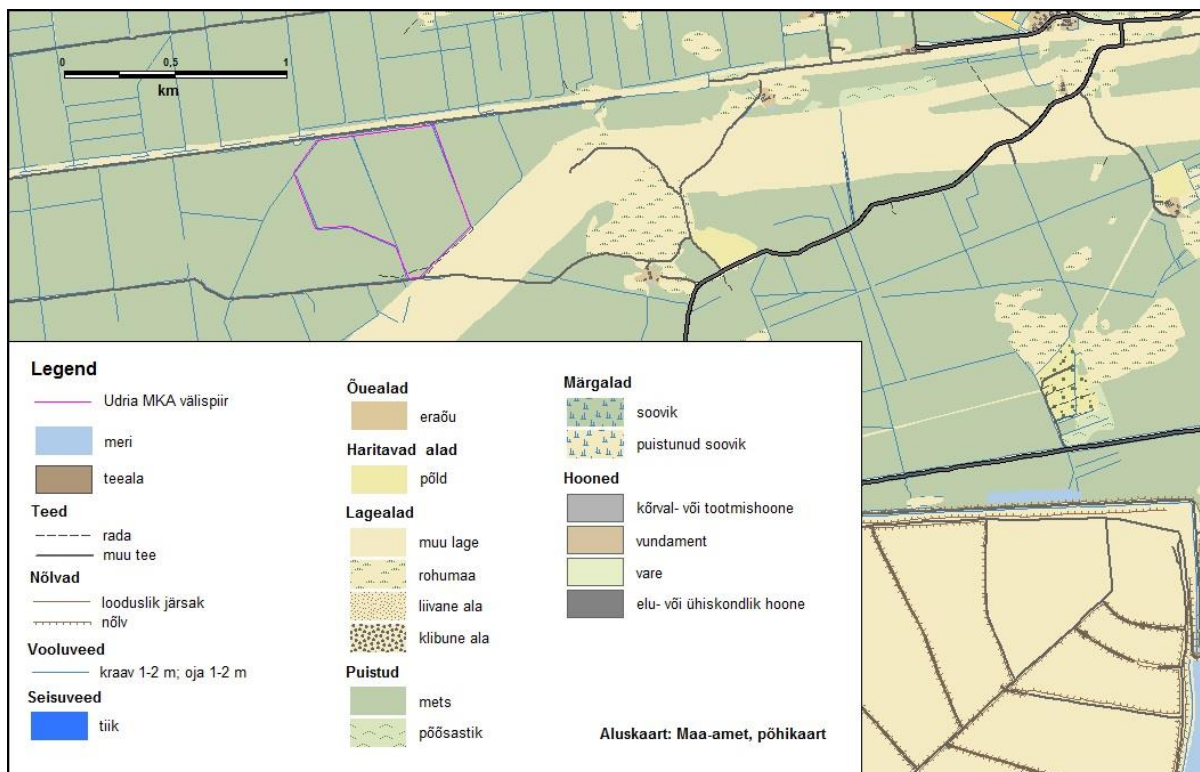 0 0,5 1
km
Legend
Udria MKA välispiir
meri
teeala
Teed
rada
muu tee
Nõlvad
looduslik järsak
nõlv
Vooluveed
kraav 1-2 m; oja 1-2 m
Seisuveed
tiik
Õuealad
eraõu
Haritavad alad
põld
Lagealad
muu lage
rohumaa
liivane ala
klibune ala
Puistud
mets
põõsastik
Märgalad
soovik
puistunud soovik
Hooned
kõrval- või tootmishoone
vundament
vare
elu- või ühiskondlik hoone
Aluskaart: Maa-amet, põhikaart